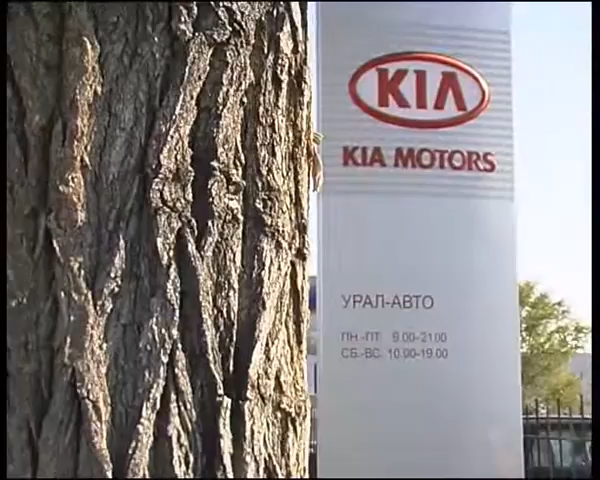 KIA
KIA MOTORS
УРАЛ-АВТО
ПН.-ПТ. 9.00-21.00
СБ.-ВС. 10.00-19.00